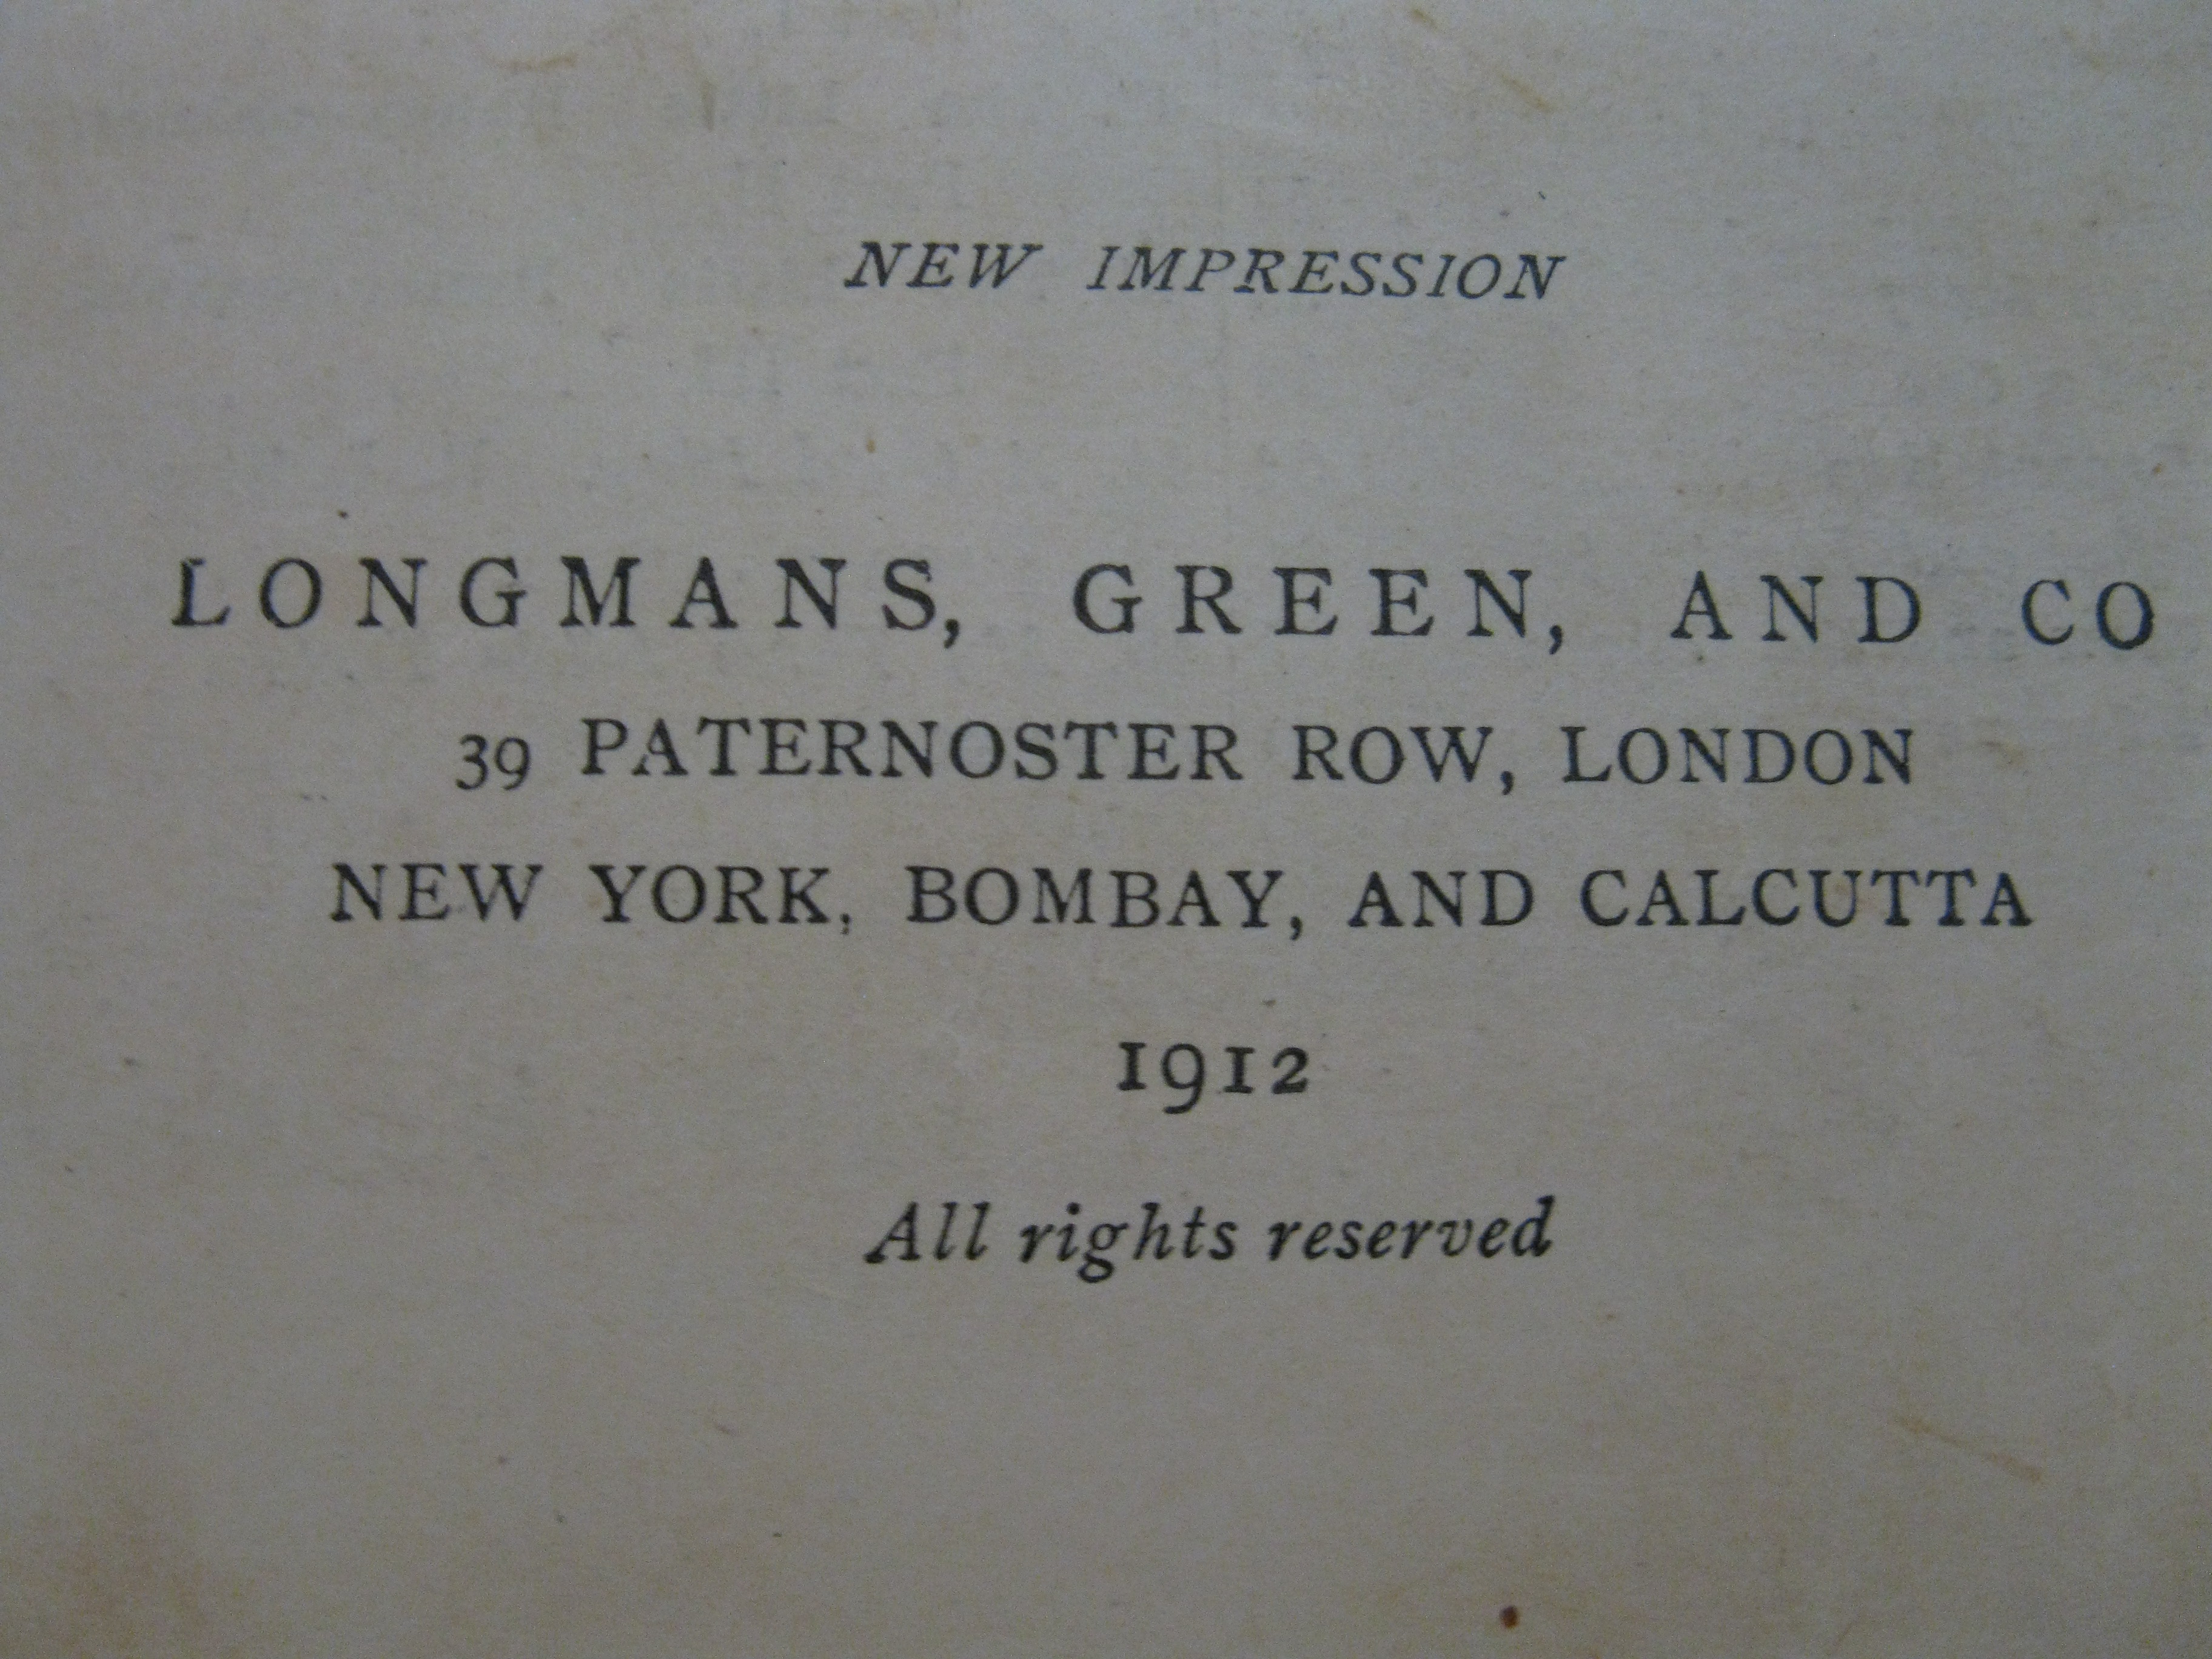 NEW IMPRESSION
LONGMANS, GREEN, AND CO
39 PATERNOSTER ROW, LONDON
NEW YORK, BOMBAY, AND CALCUTTA
1912
All rights reserved